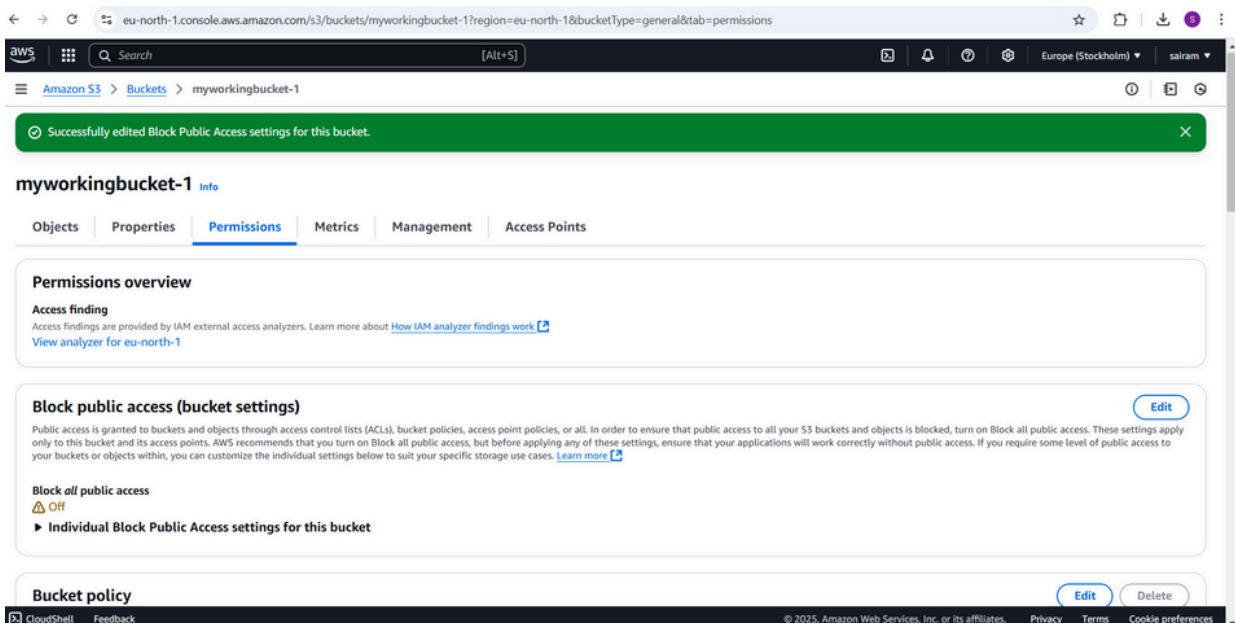 eu-north-1.console.aws.amazon.com/s3/buckets/myworkingbucket-1?region=eu-north-1&bucketType=general&tab=permissions
S
aws
Search [Alt+S] Europe (Stockholm) ▼ sairam ▼
Amazon S3 > Buckets > myworkingbucket-1
Successfully edited Block Public Access settings for this bucket.
myworkingbucket-1 Info
Objects Properties Permissions Metrics Management Access Points
Permissions overview
Access finding
Access findings are provided by IAM external access analyzers. Learn more about How IAM analyzer findings work
View analyzer for eu-north-1
Block public access (bucket settings) Edit
Public access is granted to buckets and objects through access control lists (ACLs), bucket policies, access point policies, or all. In order to ensure that public access to all your S3 buckets and objects is blocked, turn on Block all public access. These settings apply
only to this bucket and its access points. AWS recommends that you turn on Block all public access, but before applying any of these settings, ensure that your applications will work correctly without public access. If you require some level of public access to
your buckets or objects within, you can customize the individual settings below to suit your specific storage use cases. Learn more
Block all public access
Off
Individual Block Public Access settings for this bucket
Bucket policy Edit Delete
CloudShell Feedback © 2025, Amazon Web Services, Inc. or its affiliates. Privacy Terms Cookie preferences